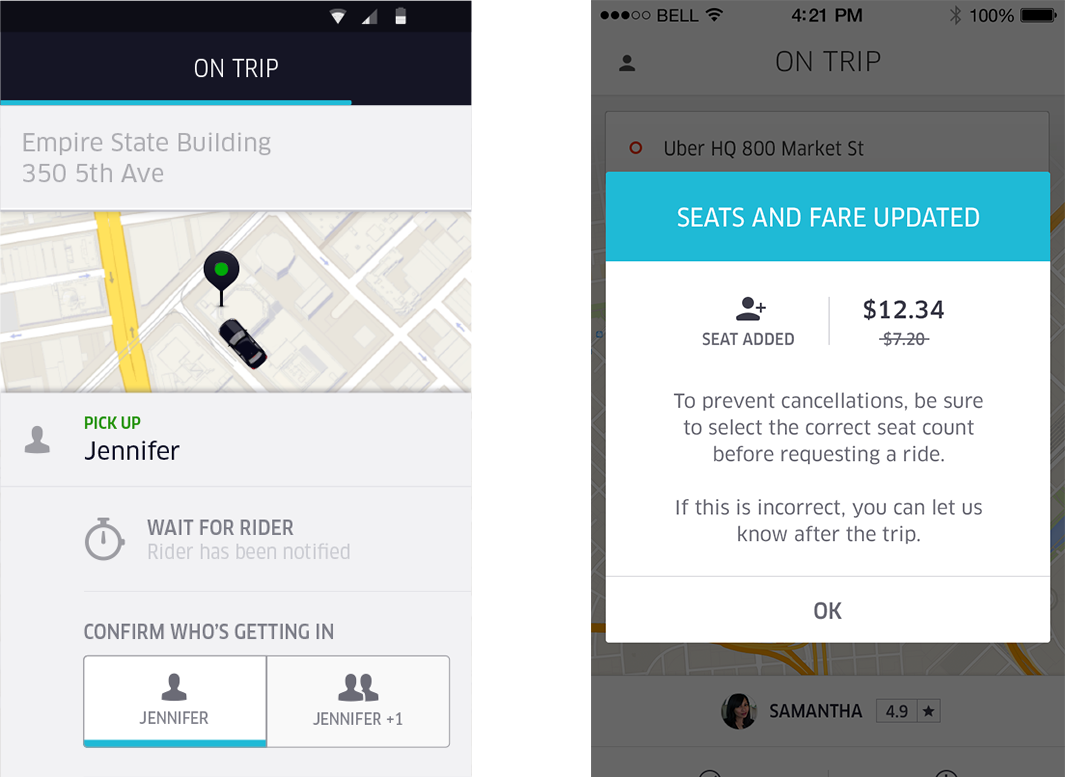 ON TRIP
Empire State Building
350 5th Ave
PICK UP
Jennifer
WAIT FOR RIDER
Rider has been notified
CONFIRM WHO'S GETTING IN
JENNIFER
JENNIFER +1
BELL
4:21 PM
100%
ON TRIP
Uber HQ 800 Market St
SEATS AND FARE UPDATED
SEAT ADDED
$12.34
$7.20
To prevent cancellations, be sure
to select the correct seat count
before requesting a ride.
If this is incorrect, you can let us
know after the trip.
OK
SAMANTHA
4.9